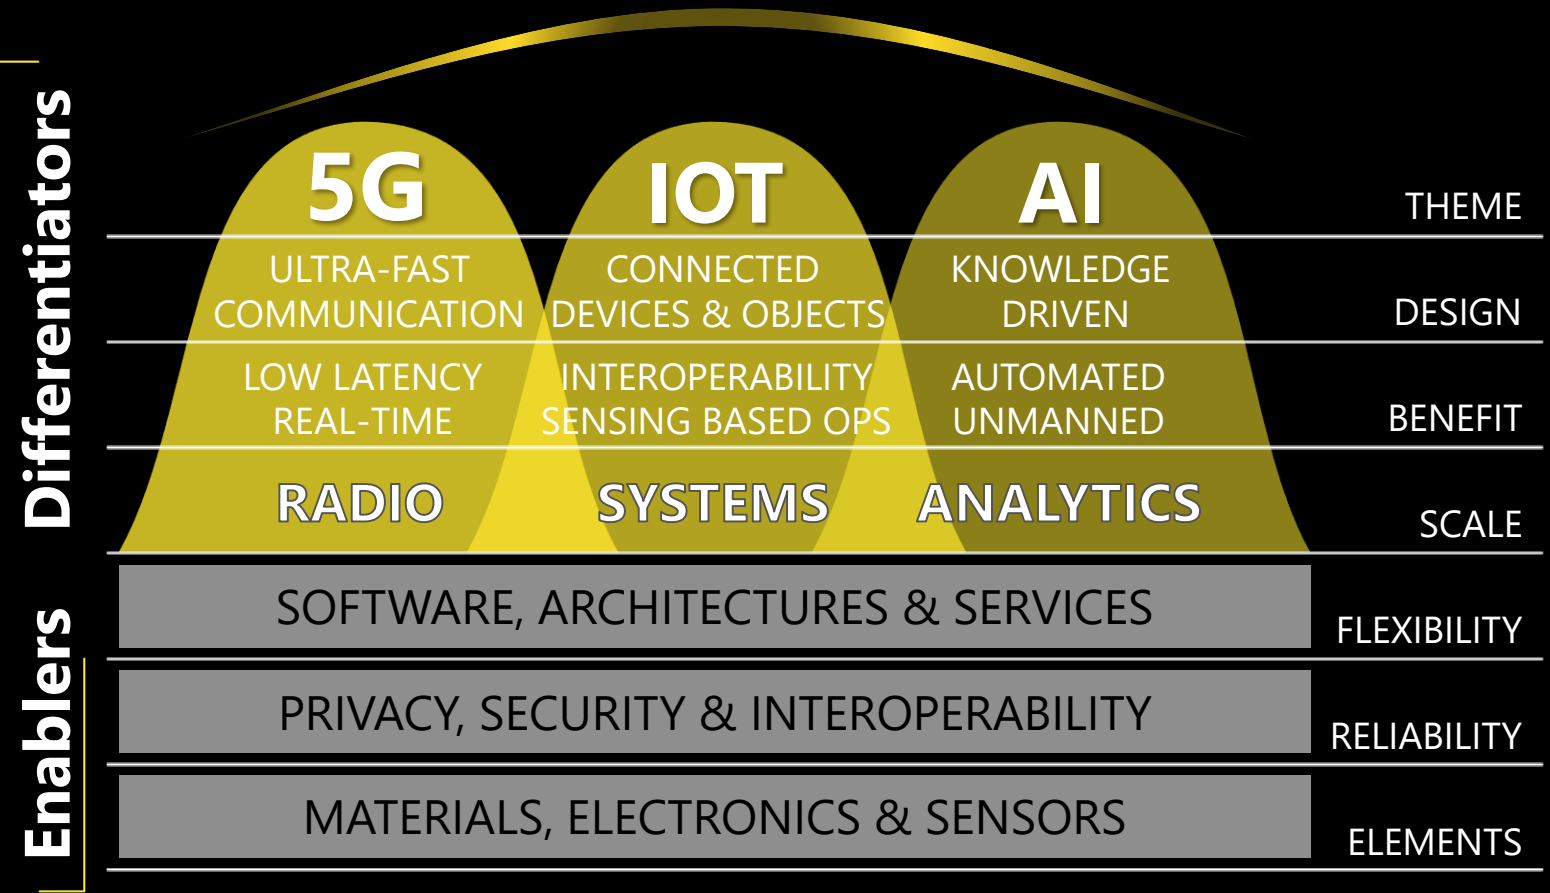 Differentiators
5G
IOT
AI
THEME
ULTRA-FAST
COMMUNICATION
CONNECTED
DEVICES & OBJECTS
KNOWLEDGE
DRIVEN
DESIGN
LOW LATENCY
REAL-TIME
INTEROPERABILITY
SENSING BASED OPS
AUTOMATED
UNMANNED
BENEFIT
RADIO
SYSTEMS
ANALYTICS
SCALE
Enablers
SOFTWARE, ARCHITECTURES & SERVICES
FLEXIBILITY
PRIVACY, SECURITY & INTEROPERABILITY
RELIABILITY
MATERIALS, ELECTRONICS & SENSORS
ELEMENTS